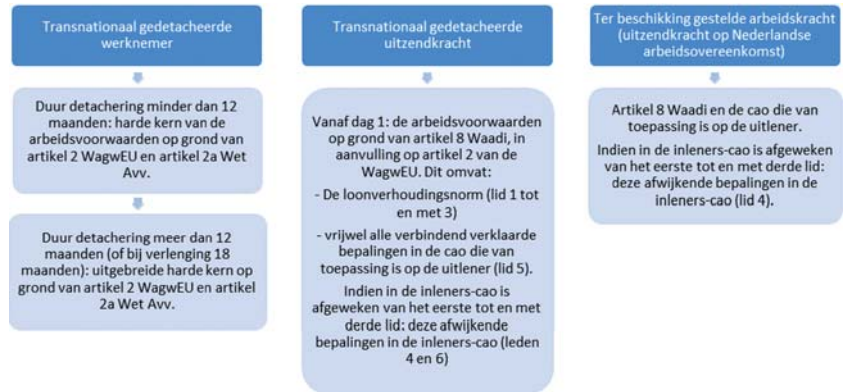 Transnationaal gedetacheerde
werknemer
Duur detachering minder dan 12
maanden: harde kern van de
arbeidsvoorwaarden op grond van
artikel 2 WagwEU en artikel 2a Wet
Avv.
Duur detachering meer dan 12
maanden (of bij verlenging 18
maanden): uitgebreide harde kern op
grond van artikel 2 WagwEU en artikel
2a Wet Avv.
Transnationaal gedetacheerde
uitzendkracht
Vanaf dag 1: de arbeidsvoorwaarden
op grond van artikel 8 Waadi, in
aanvulling op artikel 2 van de
WagwEU. Dit omvat:
- De loonverhoudingsnorm (lid 1 tot
en met 3)
- vrijwel alle verbindend verklaarde
bepalingen in de cao die van
toepassing is op de uitlener (lid 5).
Indien in de inleners-cao is
afgeweken van het eerste tot en met
derde lid: deze afwijkende
bepalingen in de inleners-cao (leden
4 en 6)
Ter beschikking gestelde arbeidskracht
(uitzendkracht op Nederlandse
arbeidsovereenkomst)
Artikel 8 Waadi en de cao die van
toepassing is op de uitlener.
Indien in de inleners-cao is afgeweken
van het eerste tot en met derde lid:
deze afwijkende bepalingen in de
inleners-cao (lid 4).